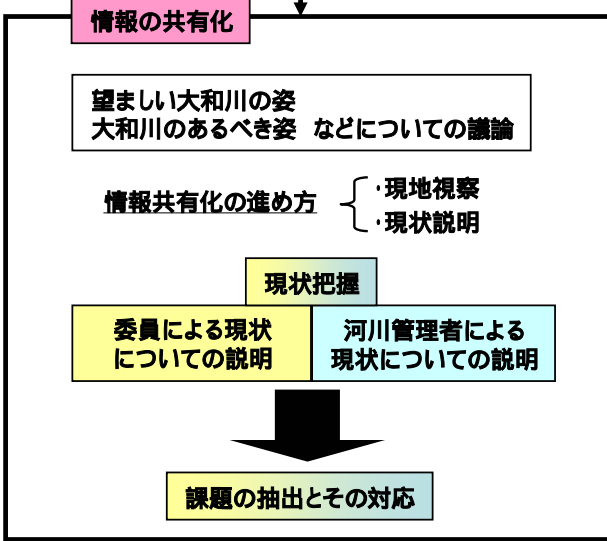 情報の共有化
望ましい大和川の姿
大和川のあるべき姿 などについての議論
情報共有化の進め方
・現地視察
・現状説明
現状把握
委員による現状
についての説明
河川管理者による
現状についての説明
課題の抽出とその対応